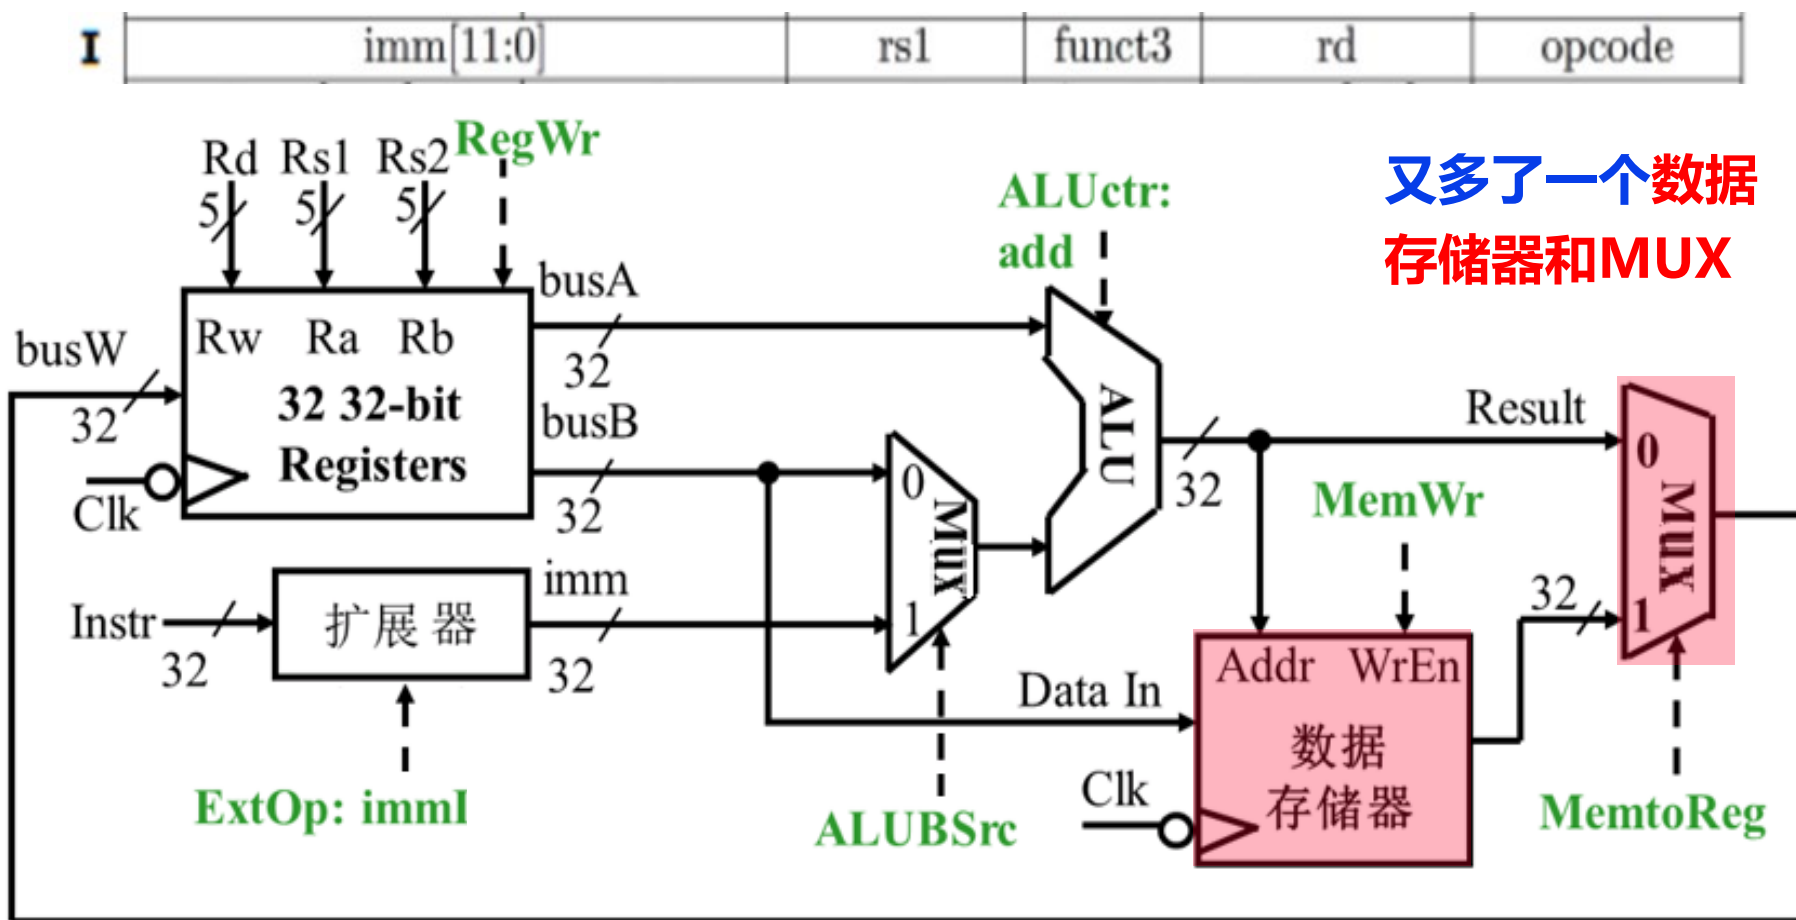 I imm[11:0] rs1 funct3 rd opcode
Rd Rs1 Rs2 RegWr
5 5 5
ALUctr:
add
又多了一个数据
存储器和MUX
busW
32
Rw Ra Rb
32 32-bit
Registers
Clk
busA
32
busB
32
Instr
32
扩展器
imm
32
ExtOp: immI
0
Mux
1
ALUBSrc
ALU
32
Result
MemWr
Data In
Addr WrEn
数据
存储器
Clk
32
0
MUX
1
MemtoReg